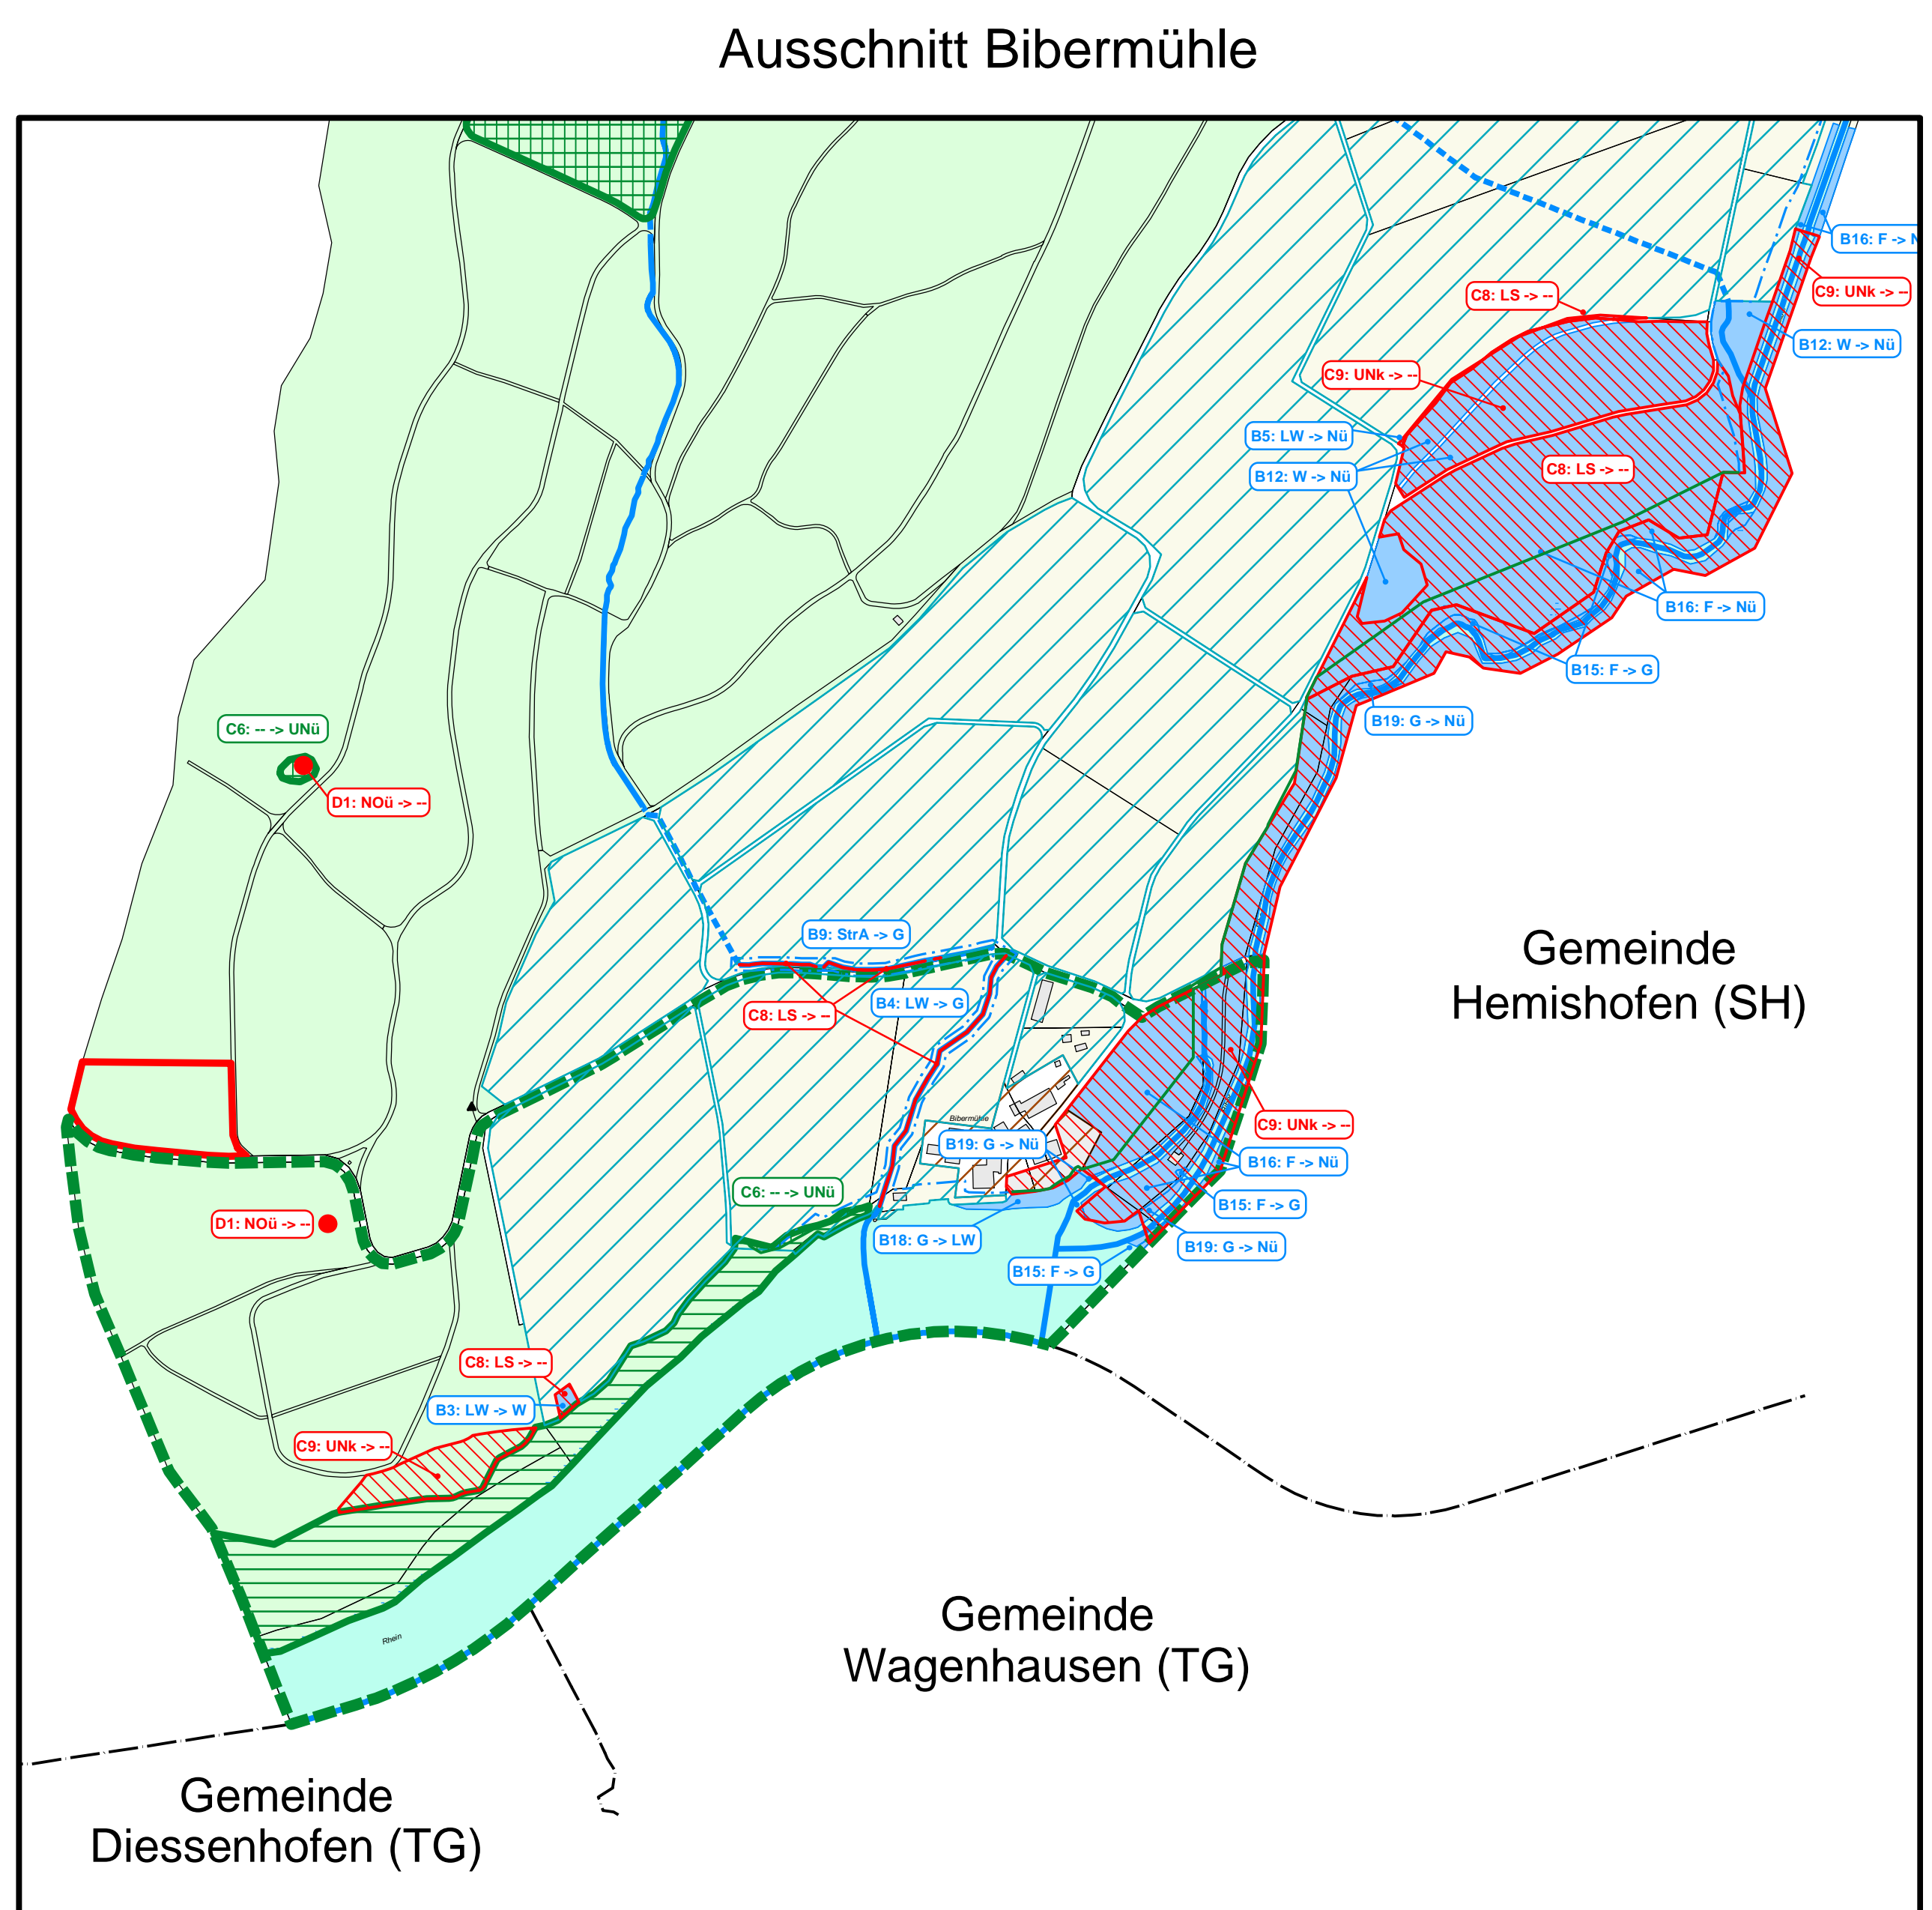 Ausschnitt Bibermühle
B16: F -> N
C9: UNk -> --
C8: LS -> --
B12: W -> Nü
C9: UNk -> --
B5: LW -> Nü
B12: W -> Nü
C8: LS -> --
B16: F -> Nü
B15: F -> G
B19: G -> Nü
C6: -- -> UNü
D1: NOü -> --
B9: StrA -> G
Gemeinde
Hemishofen (SH)
B4: LW -> G
C8: LS -> --
Bibermühle
C9: UNk -> --
B19: G -> Nü
B16: F -> Nü
C6: -- -> UNü
B15: F -> G
D1: NOü -> --
B18: G -> LW
B19: G -> Nü
B15: F -> G
C8: LS -> --
B3: LW -> W
C9: UNk -> --
Rhein
Gemeinde
Wagenhausen (TG)
Gemeinde
Diessenhofen (TG)